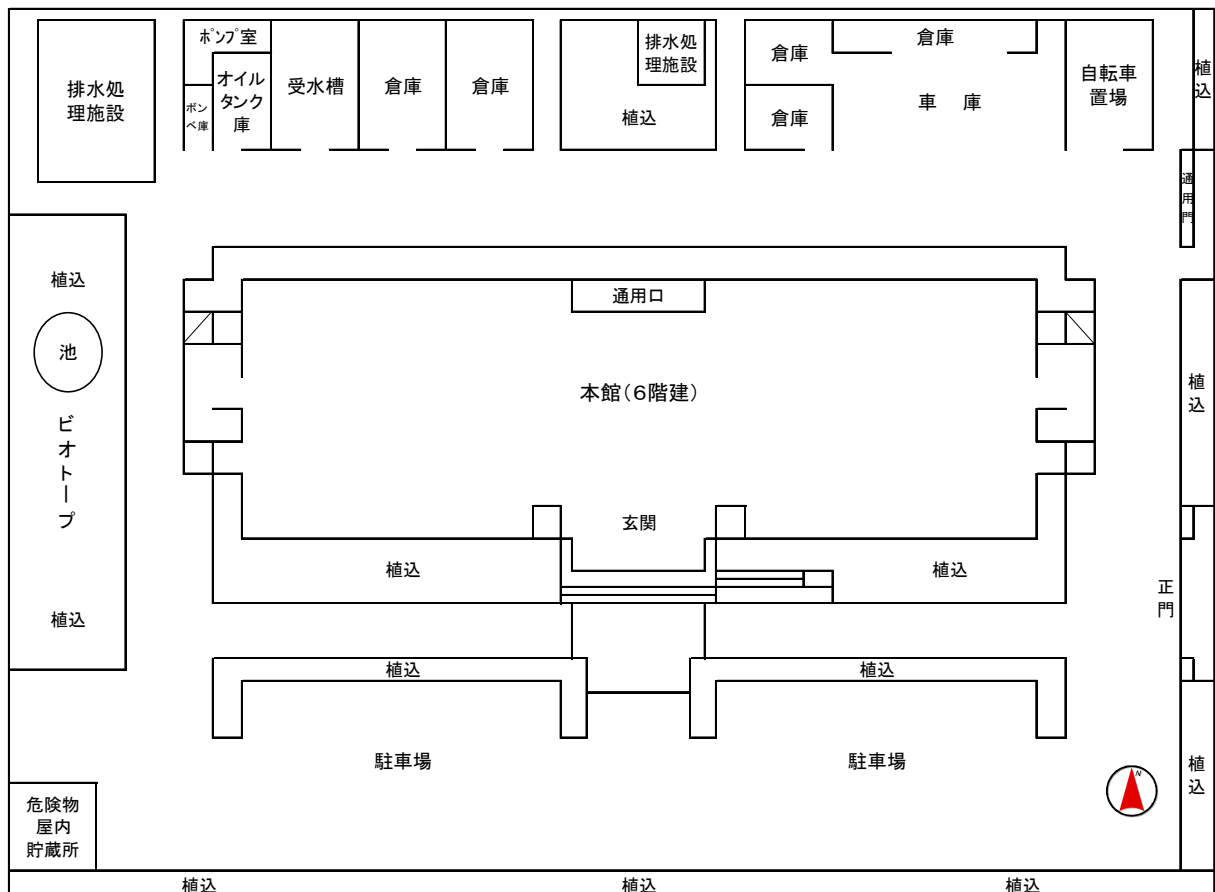 ポンプ室
排水処
理施設
オイル
タンク
庫
ボン
ベ庫
受水槽
倉庫
倉庫
排水処
理施設
植込
倉庫
倉庫
倉庫
車 庫
自転車
置場
植
込
通
用
門
植込
池
ビ
オ
ト
ー
プ
植込
通用口
本館(6階建)
玄関
植込
植込
植
込
正
門
植込
植込
駐車場
駐車場
N
植
込
危険物
屋内
貯蔵所
植込
植込
植込